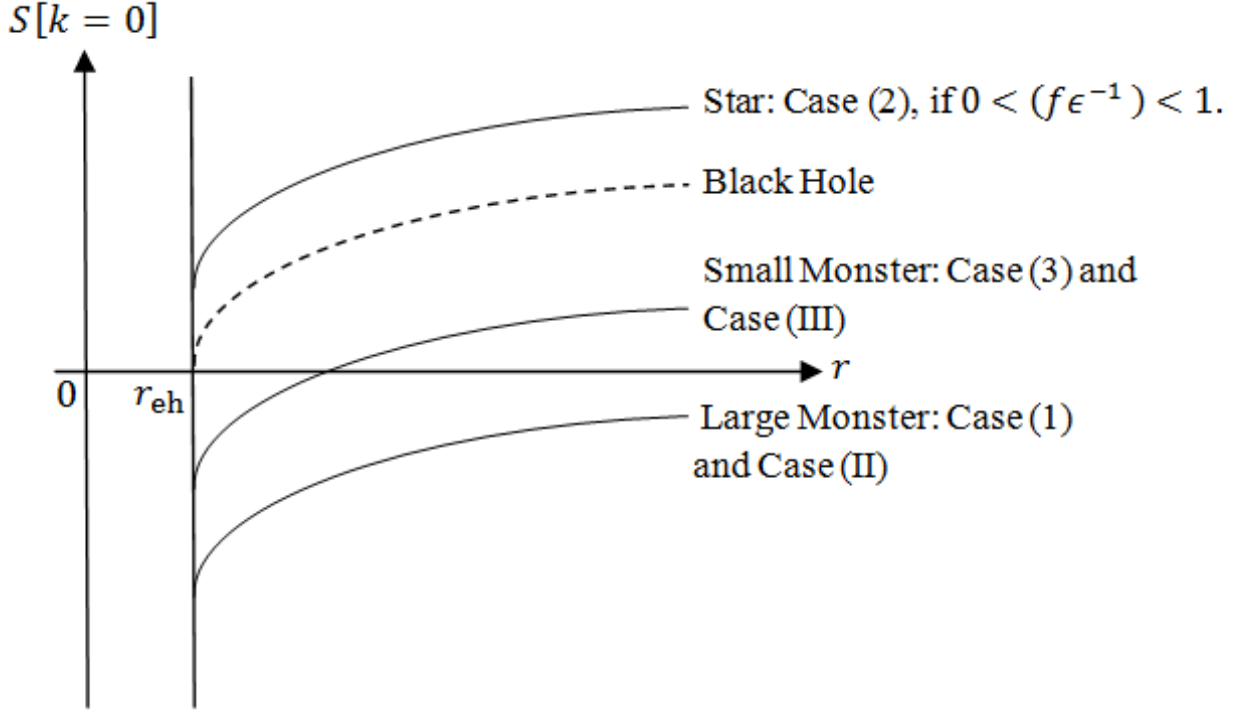 S[k = 0]
Star: Case (2), if 0 < (fϵ⁻¹) < 1.
Black Hole
Small Monster: Case (3) and
Case (III)
r
0
r_eh
Large Monster: Case (1)
and Case (II)